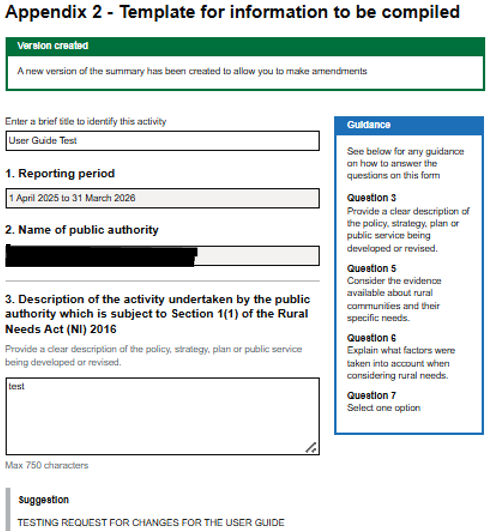 Appendix 2 - Template for information to be compiled
Version created
A new version of the summary has been created to allow you to make amendments
Enter a brief title to identify this activity
User Guide Test
1. Reporting period
1 April 2025 to 31 March 2026
2. Name of public authority
3. Description of the activity undertaken by the public
authority which is subject to Section 1(1) of the Rural
Needs Act (NI) 2016
Provide a clear description of the policy, strategy, plan or public service
being developed or revised.
test
Max 750 characters
Suggestion
TESTING REQUEST FOR CHANGES FOR THE USER GUIDE
Guidance
See below for any guidance
on how to answer the
questions on this form
Question 3
Provide a clear description of
the policy, strategy, plan or
public service being
developed or revised.
Question 5
Consider the evidence
available about rural
communities and their
specific needs.
Question 6
Explain what factors were
taken into account when
considering rural needs.
Question 7
Select one option